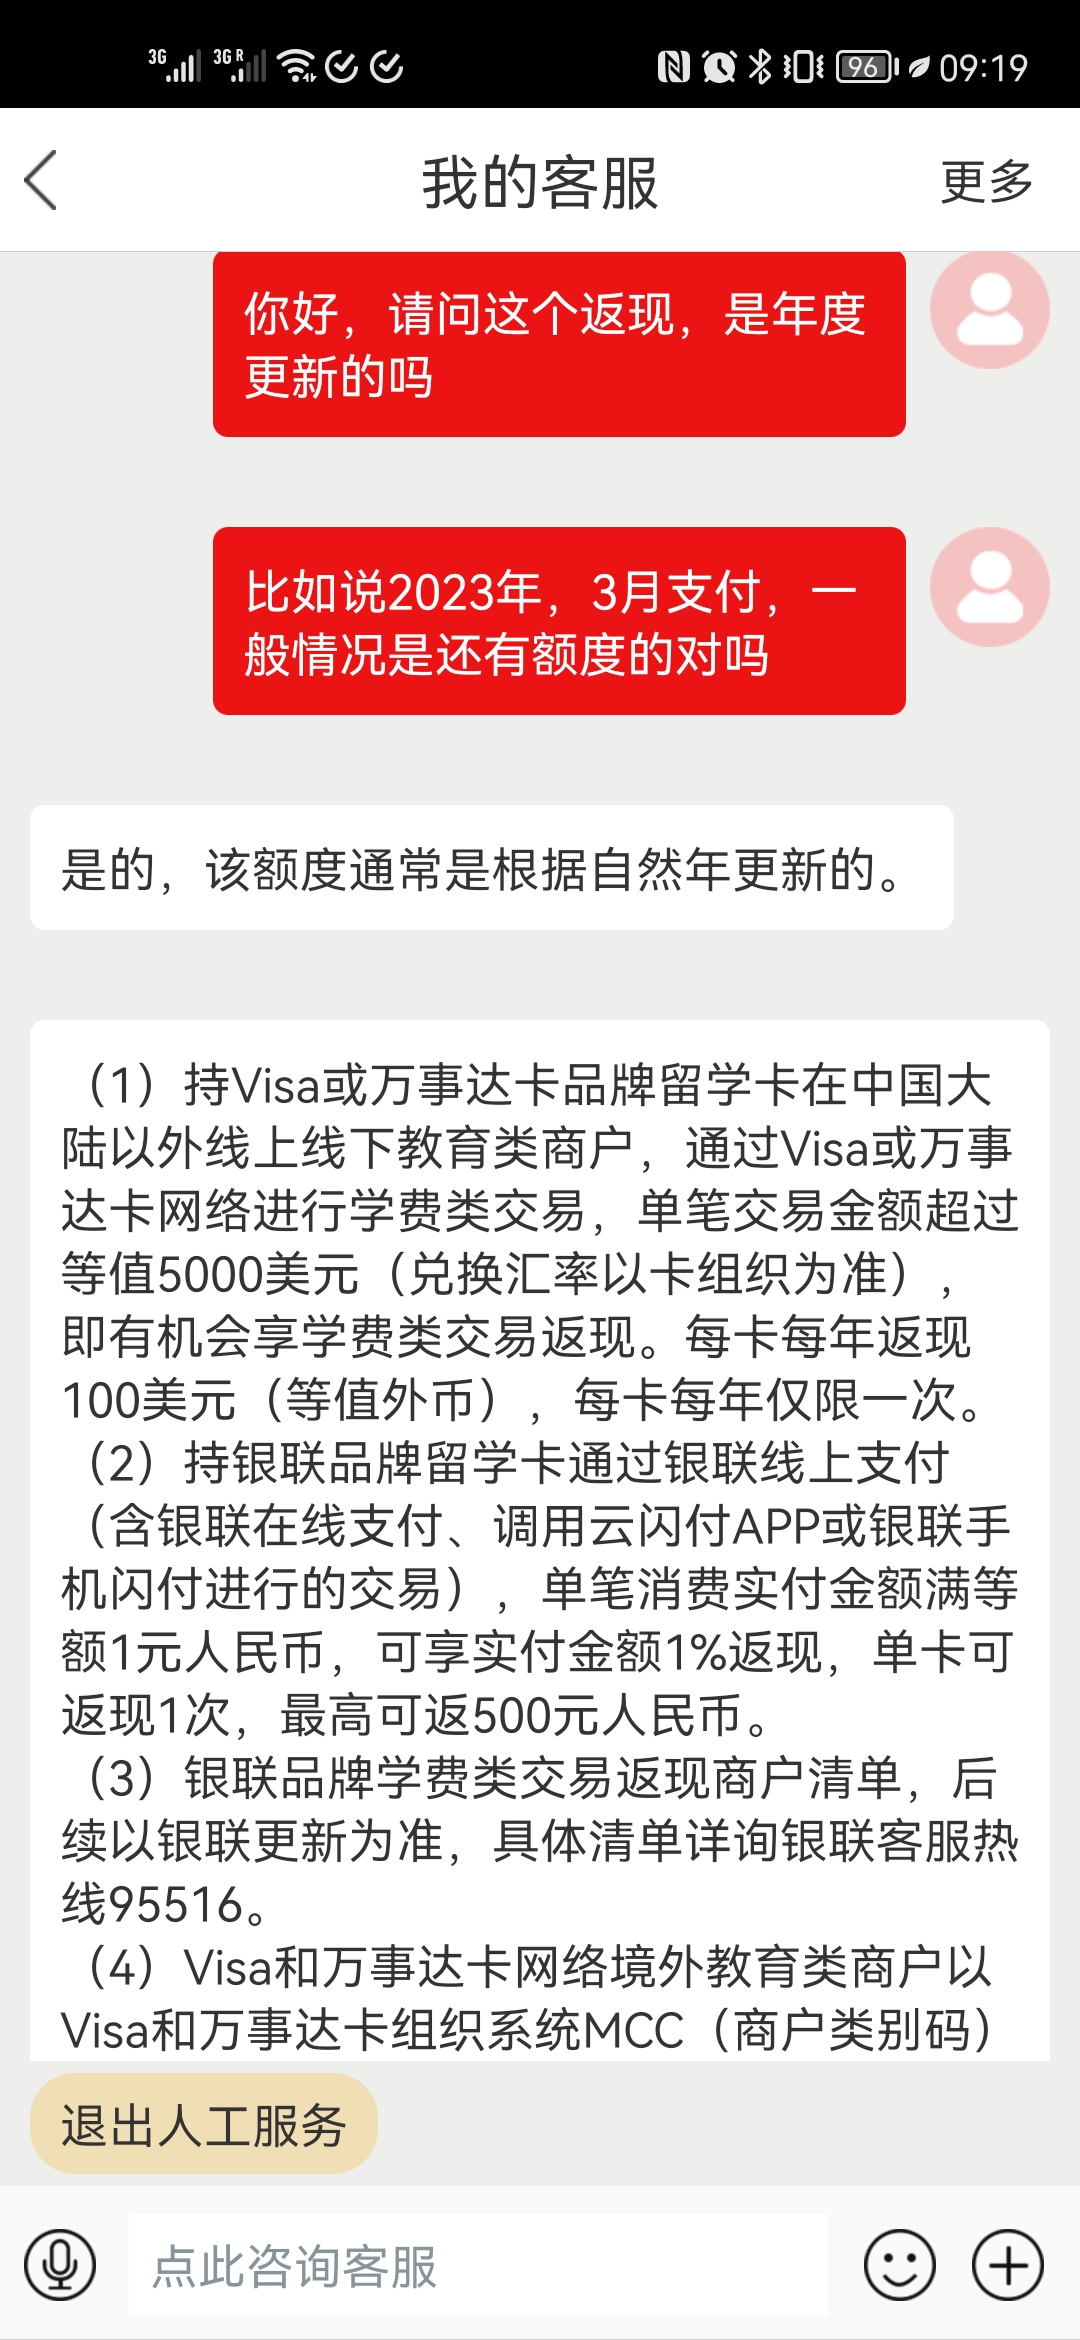 3G 3G R 96 09:19
我的客服 更多
你好，请问这个返现，是年度
更新的吗
比如说2023年，3月支付，一
般情况是还有额度的对吗
是的，该额度通常是根据自然年更新的。
（1）持Visa或万事达卡品牌留学卡在中国大
陆以外线上线下教育类商户，通过Visa或万事
达卡网络进行学费类交易，单笔交易金额超过
等值5000美元（兑换汇率以卡组织为准），
即有机会享学费类交易返现。每卡每年返现
100美元（等值外币），每卡每年仅限一次。
（2）持银联品牌留学卡通过银联线上支付
（含银联在线支付、调用云闪付APP或银联手
机闪付进行的交易），单笔消费实付金额满等
额1元人民币，可享实付金额1%返现，单卡可
返现1次，最高可返500元人民币。
（3）银联品牌学费类交易返现商户清单，后
续以银联更新为准，具体清单详询银联客服热
线95516。
（4）Visa和万事达卡网络境外教育类商户以
Visa和万事达卡组织系统MCC（商户类别码）
退出人工服务
点此咨询客服